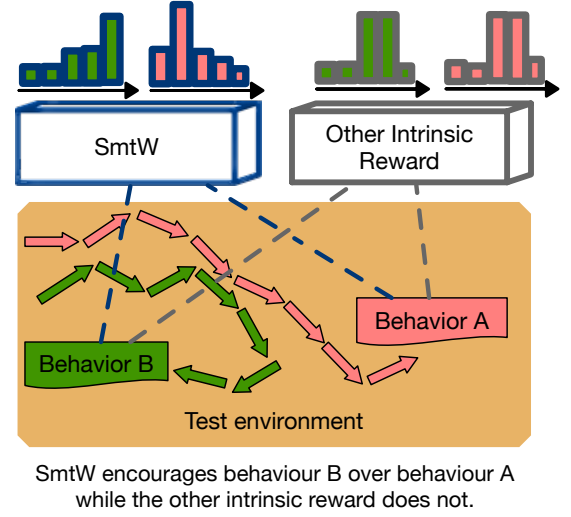 SmtW
Other Intrinsic
Reward
Behavior A
Behavior B
Test environment
SmtW encourages behaviour B over behaviour A
while the other intrinsic reward does not.